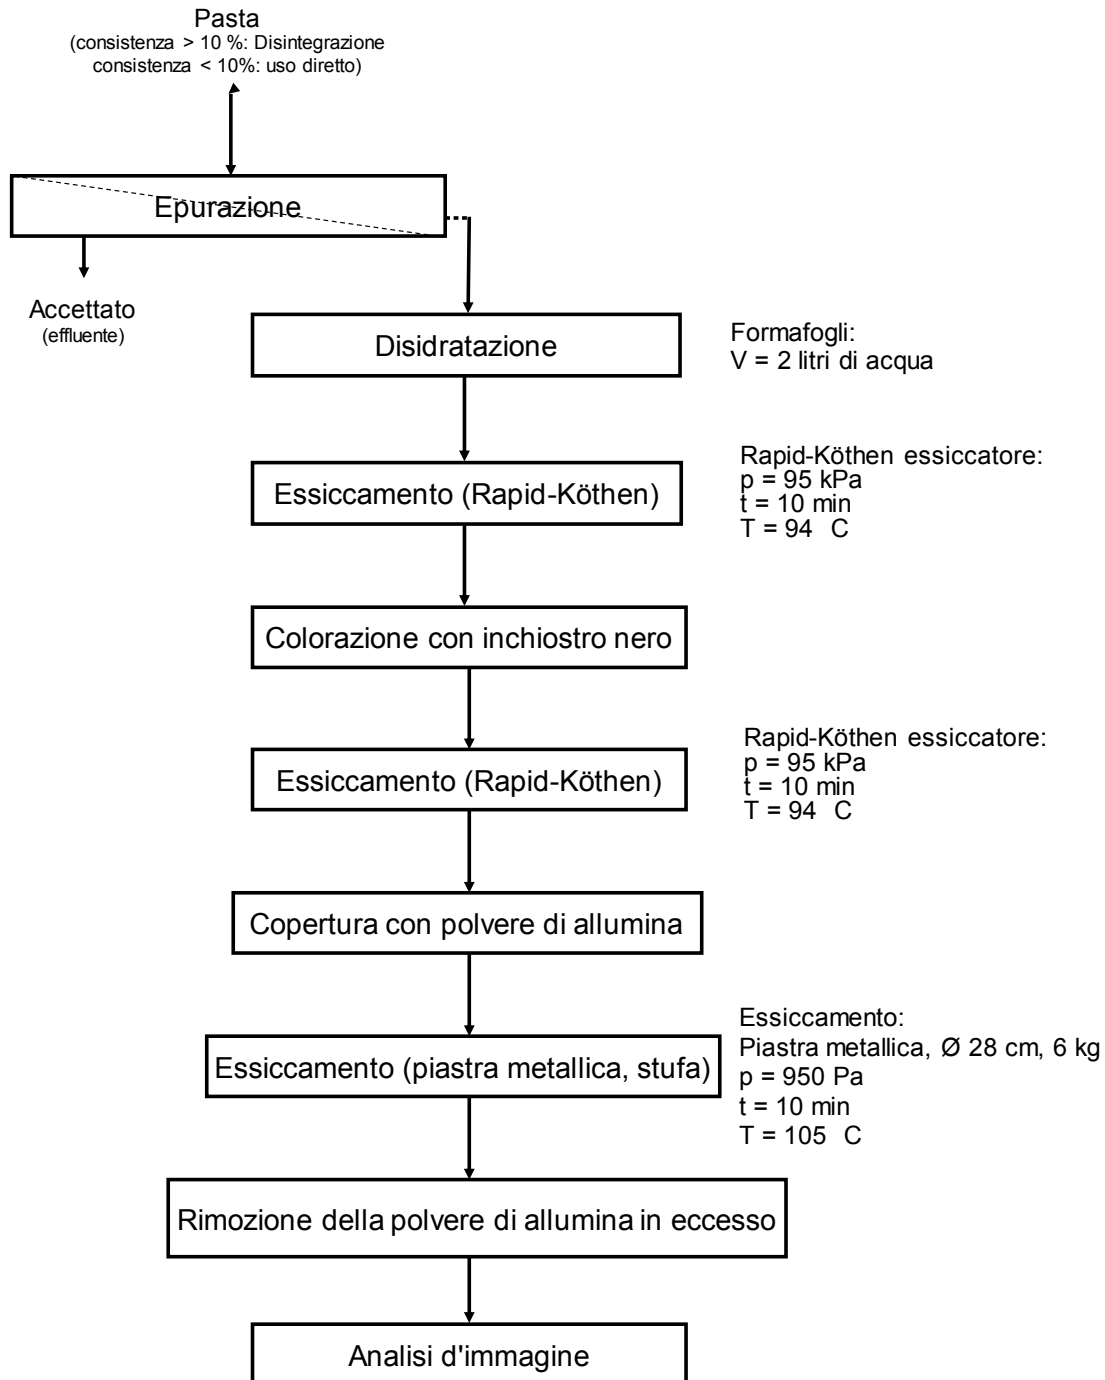 Pasta
(consistenza > 10 %: Disintegrazione
consistenza < 10%: uso diretto)
Epurazione
Accettato
(effluente)
Disidratazione
Formafogli:
V = 2 litri di acqua
Essiccamento (Rapid-Köthen)
Rapid-Köthen essiccatore:
p = 95 kPa
t = 10 min
T = 94 C
Colorazione con inchiostro nero
Essiccamento (Rapid-Köthen)
Rapid-Köthen essiccatore:
p = 95 kPa
t = 10 min
T = 94 C
Copertura con polvere di allumina
Essiccamento (piastra metallica, stufa)
Essiccamento:
Piastra metallica, Ø 28 cm, 6 kg
p = 950 Pa
t = 10 min
T = 105 C
Rimozione della polvere di allumina in eccesso
Analisi d'immagine